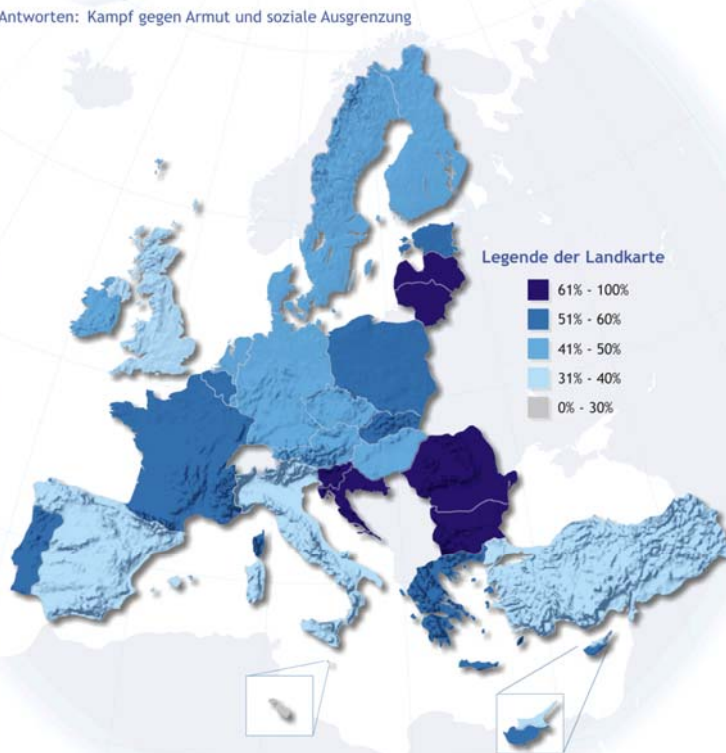 Antworten: Kampf gegen Armut und soziale Ausgrenzung
Legende der Landkarte
61% - 100%
51% - 60%
41% - 50%
31% - 40%
0% - 30%